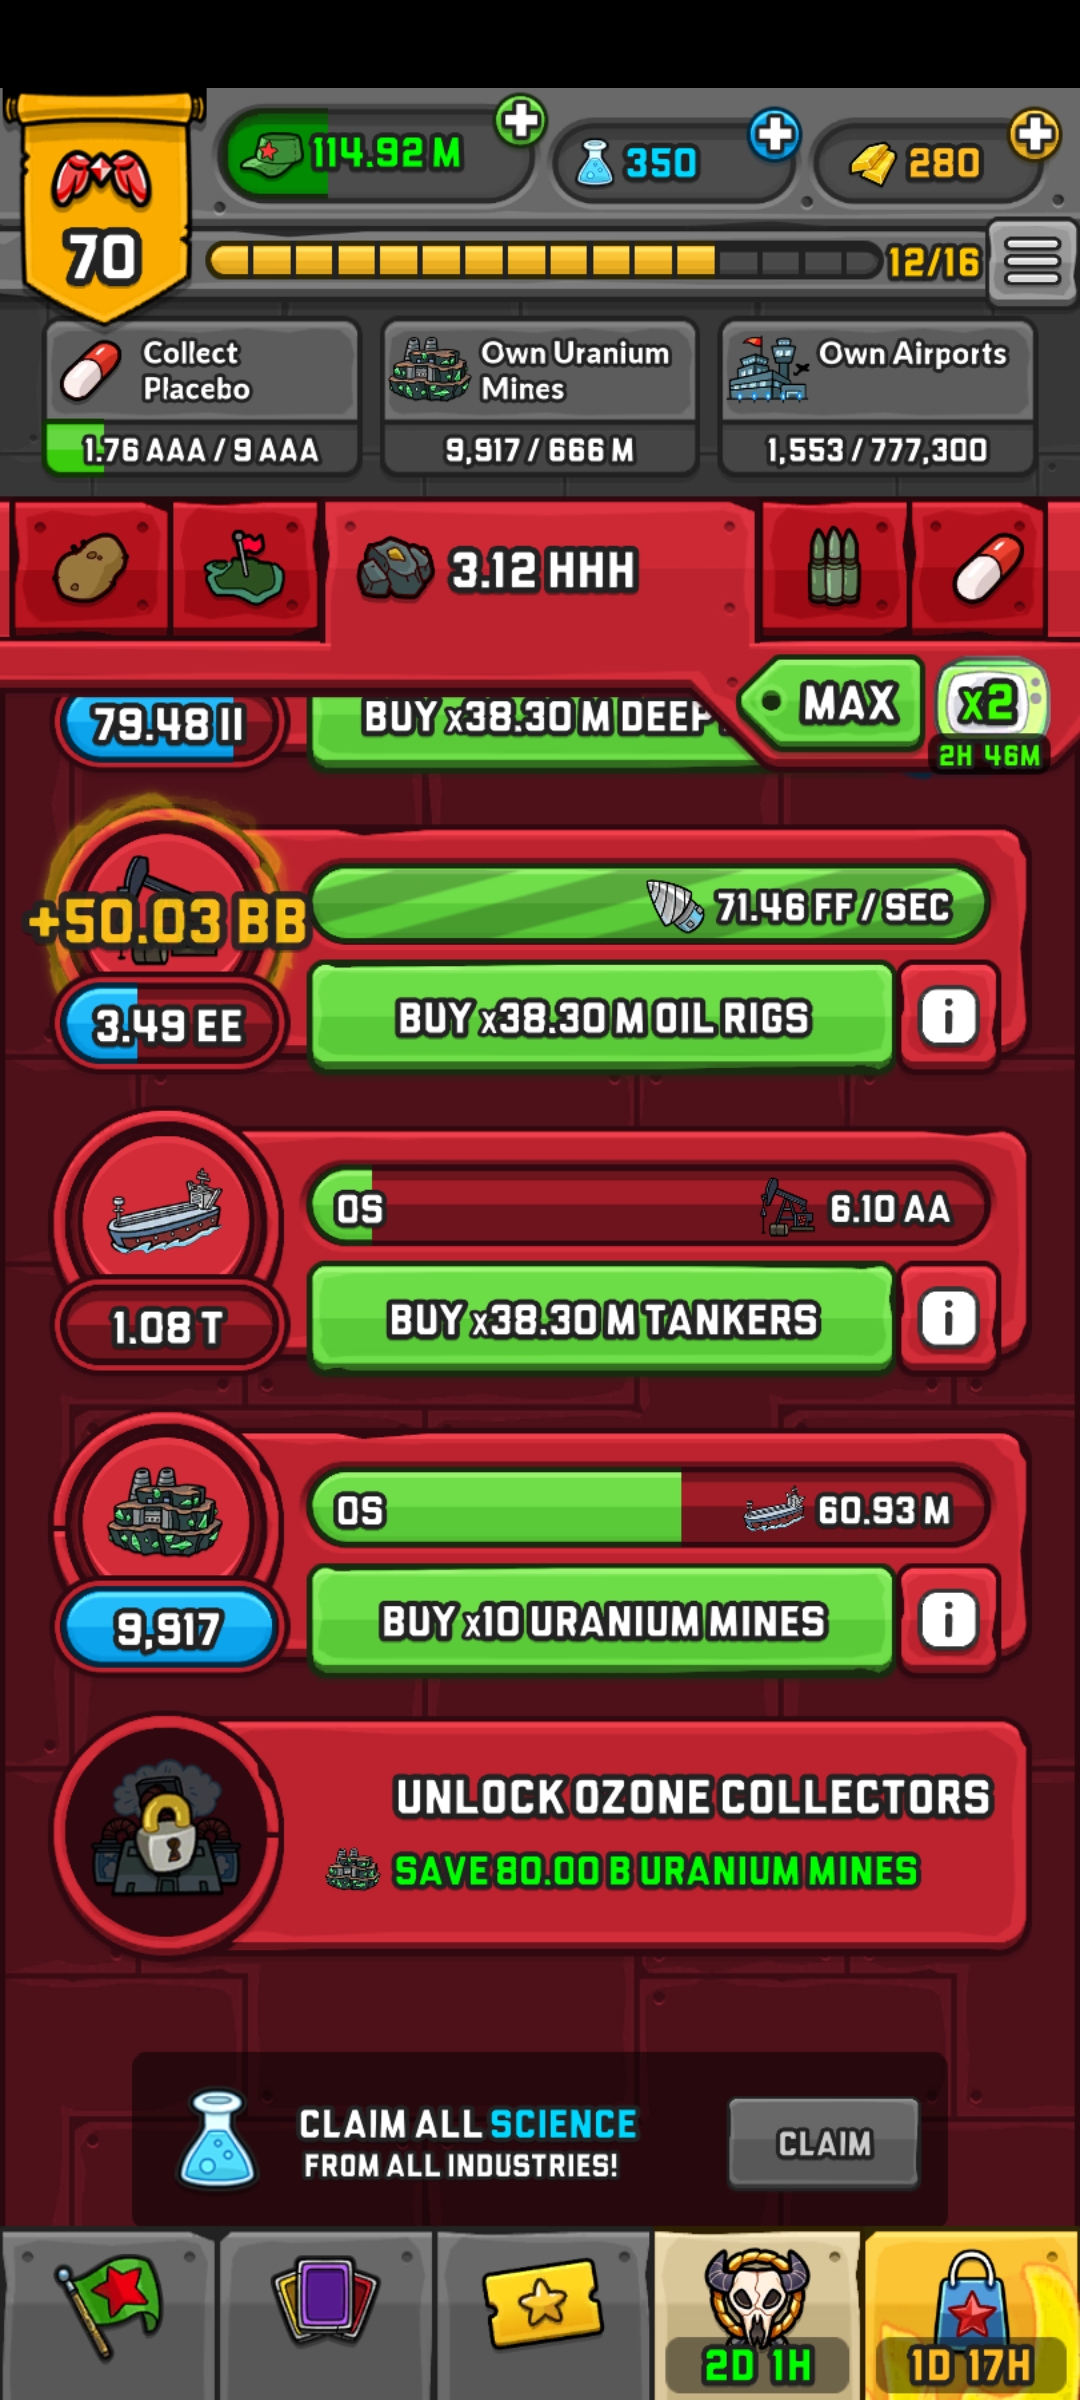 114.92 M
350
280
70
12/16
Collect
Placebo
Own Uranium
Mines
Own Airports
1.76 AAA / 9 AAA
9,917 / 666 M
1,553 / 777,300
3.12 HHH
MAX
x2
2H 46M
79.48 II
BUY x38.30 M DEEP
+50.03 BB
71.46 FF / SEC
3.49 EE
BUY x38.30 M OIL RIGS
i
0S
6.10 AA
1.08 T
BUY x38.30 M TANKERS
i
0S
60.93 M
9,917
BUY x10 URANIUM MINES
i
UNLOCK OZONE COLLECTORS
SAVE 80.00 B URANIUM MINES
CLAIM ALL SCIENCE
FROM ALL INDUSTRIES!
CLAIM
2D 1H
1D 17H